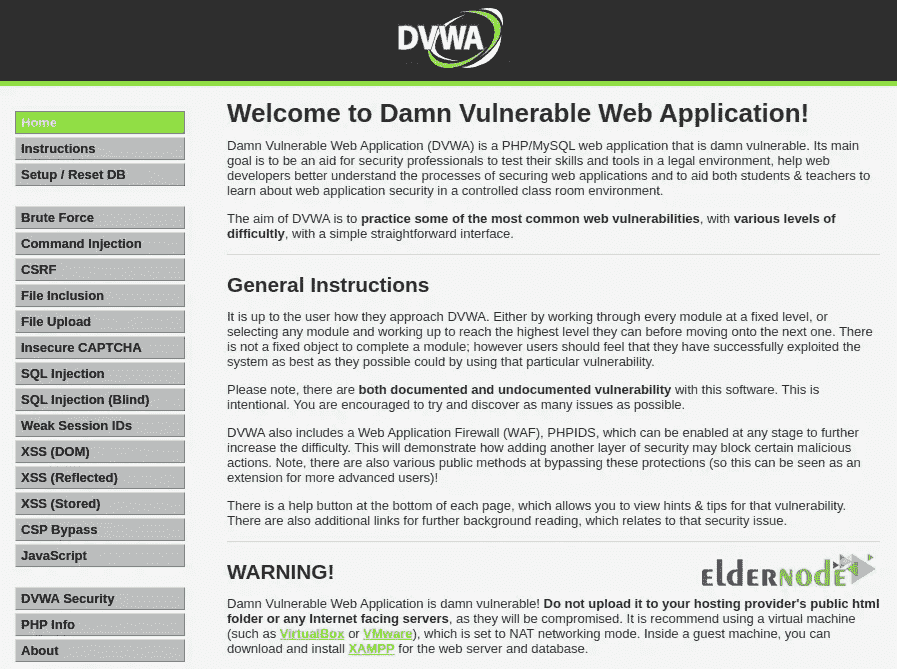 DVWA
Home
Instructions
Setup / Reset DB
Brute Force
Command Injection
CSRF
File Inclusion
File Upload
Insecure CAPTCHA
SQL Injection
SQL Injection (Blind)
Weak Session IDs
XSS (DOM)
XSS (Reflected)
XSS (Stored)
CSP Bypass
JavaScript
DVWA Security
PHP Info
About
Welcome to Damn Vulnerable Web Application!
Damn Vulnerable Web Application (DVWA) is a PHP/MySQL web application that is damn vulnerable. Its main
goal is to be an aid for security professionals to test their skills and tools in a legal environment, help web
developers better understand the processes of securing web applications and to aid both students & teachers to
learn about web application security in a controlled class room environment.
The aim of DVWA is to practice some of the most common web vulnerabilities, with various levels of
difficultly, with a simple straightforward interface.
General Instructions
It is up to the user how they approach DVWA. Either by working through every module at a fixed level, or
selecting any module and working up to reach the highest level they can before moving onto the next one. There
is not a fixed object to complete a module; however users should feel that they have successfully exploited the
system as best as they possible could by using that particular vulnerability.
Please note, there are both documented and undocumented vulnerability with this software. This is
intentional. You are encouraged to try and discover as many issues as possible.
DVWA also includes a Web Application Firewall (WAF), PHPIDS, which can be enabled at any stage to further
increase the difficulty. This will demonstrate how adding another layer of security may block certain malicious
actions. Note, there are also various public methods at bypassing these protections (so this can be seen as an
extension for more advanced users)!
There is a help button at the bottom of each page, which allows you to view hints & tips for that vulnerability.
There are also additional links for further background reading, which relates to that security issue.
WARNING!
eldernode
Damn Vulnerable Web Application is damn vulnerable! Do not upload it to your hosting provider's public html
folder or any Internet facing servers, as they will be compromised. It is recommend using a virtual machine
(such as VirtualBox or VMware), which is set to NAT networking mode. Inside a guest machine, you can
download and install XAMPP for the web server and database.